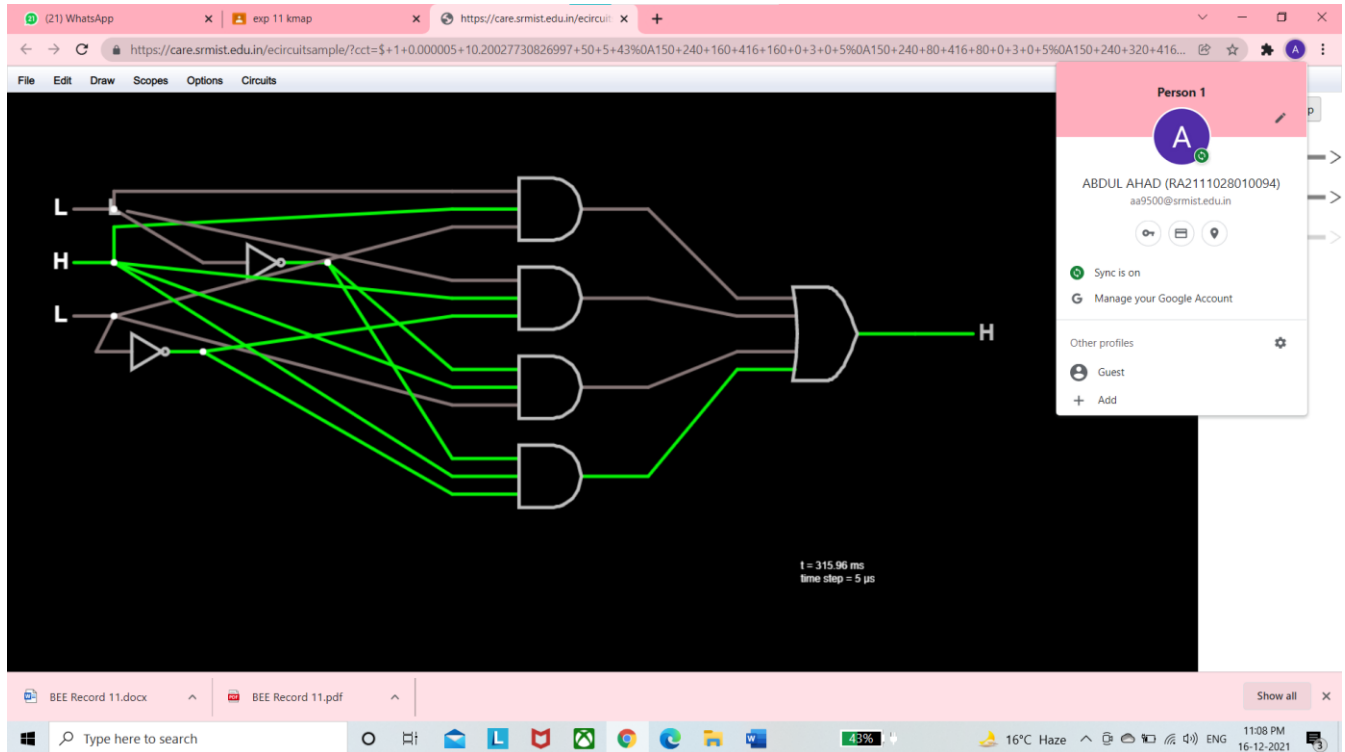 (21) WhatsApp
exp 11 kmap
https://care.srmist.edu.in/ecircuit
https://care.srmist.edu.in/ecircuitsample/?cct=$+1+0.000005+10.20027730826997+50+5+43%0A150+240+160+416+160+0+3+0+5%0A150+240+80+416+80+0+3+0+5%0A150+240+320+416...
A
File Edit Draw Scopes Options Circuits
Person 1
p
A
ABDUL AHAD (RA2111028010094)
aa9500@srmist.edu.in
Sync is on
G Manage your Google Account
Other profiles
Guest
Add
L L
H
L
H
t = 315.96 ms
time step = 5 µs
BEE Record 11.docx
BEE Record 11.pdf
Show all
Type here to search
L
43%
16°C Haze
ENG
11:08 PM
16-12-2021
3